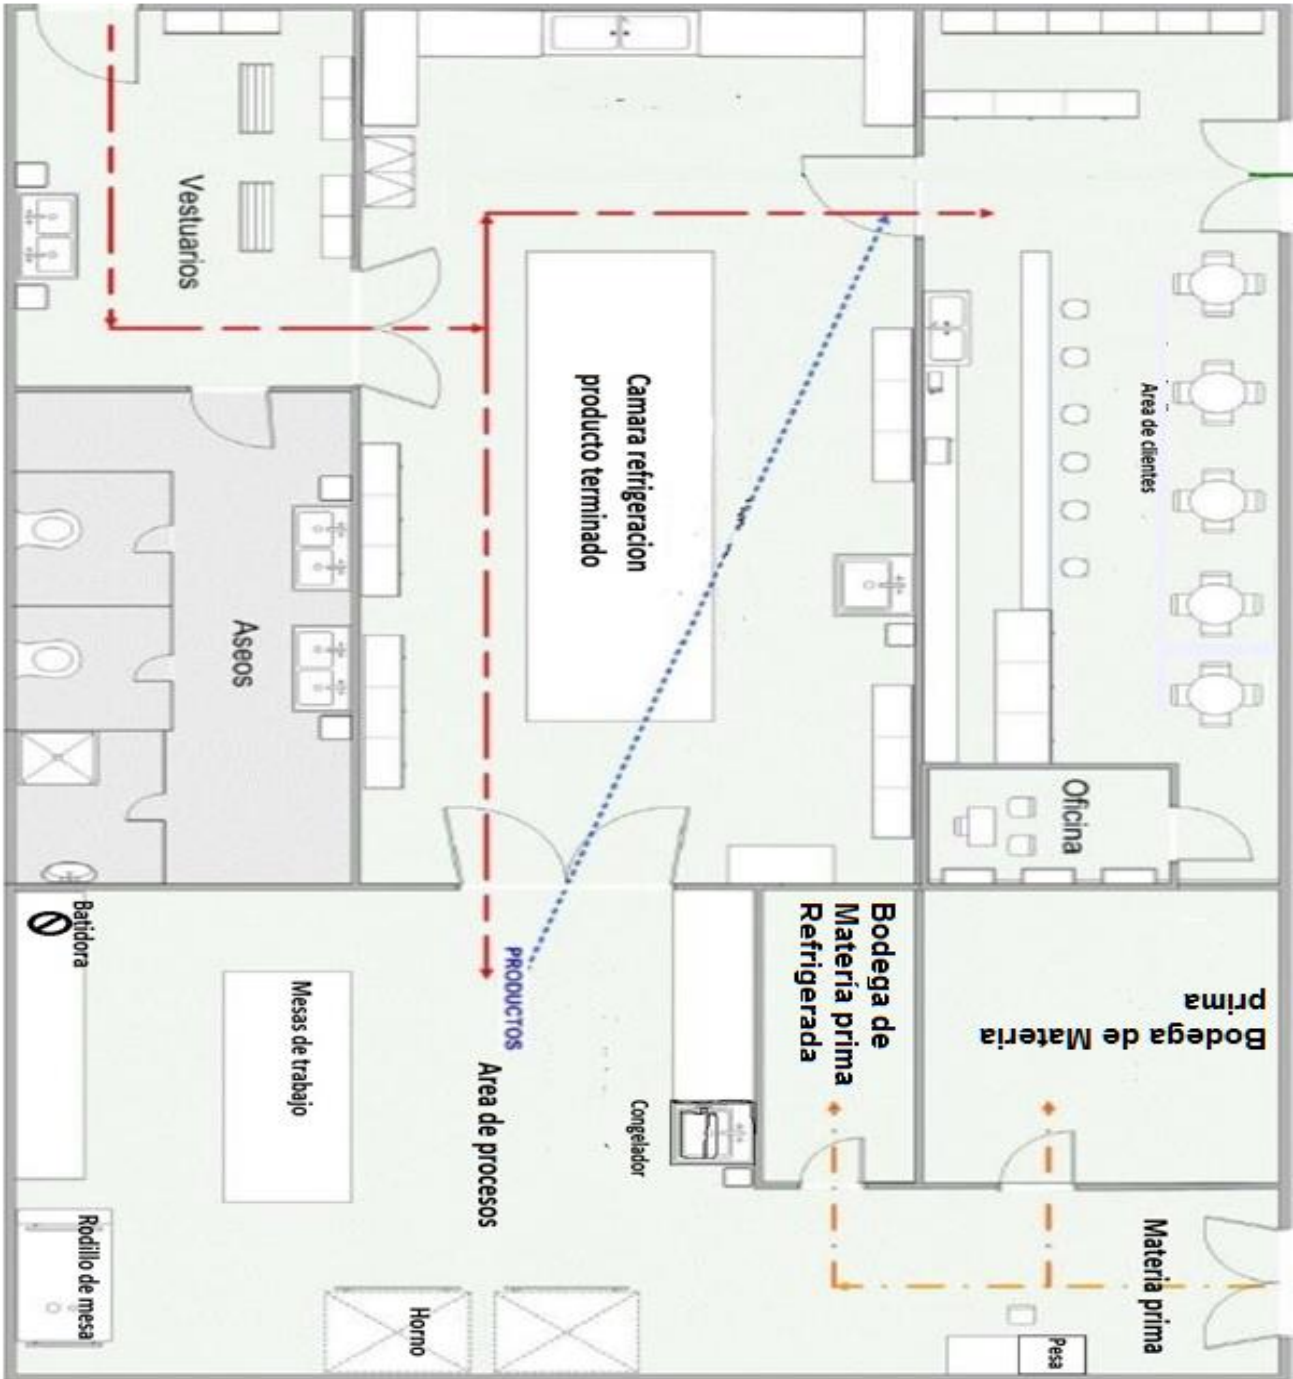 Vestuarios
Camara refrigeracion
producto terminado
Area de clientes
Aseos
Oficina
Batidora
Mesas de trabajo
PRODUCTOS
Area de procesos
Congelador
Bodega de
Matería prima
Refrigerada
Bodega de Materia
prima
Materia prima
Rodillo de mesa
Horno
Pesa